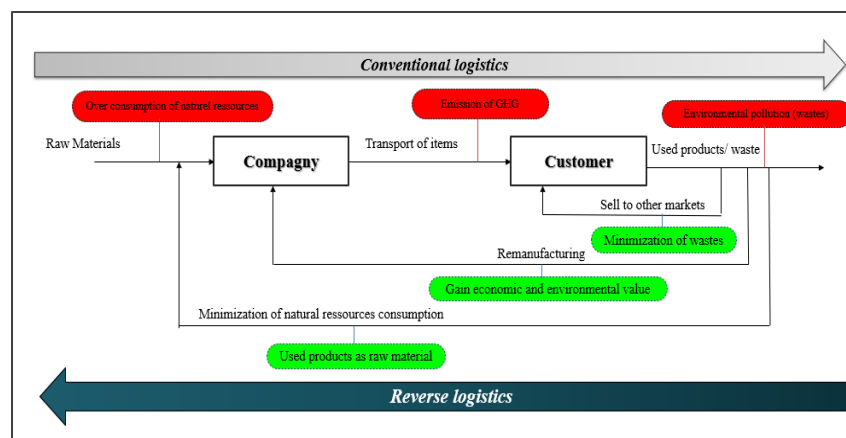 Conventional logistics
Over consumption of naturel ressources
Emission of GHG
Environmental pollution (wastes)
Raw Materials
Transport of items
Used products/ waste
Compagny
Customer
Sell to other markets
Minimization of wastes
Remanufacturing
Gain economic and environmental value
Minimization of natural ressources consumption
Used products as raw material
Reverse logistics